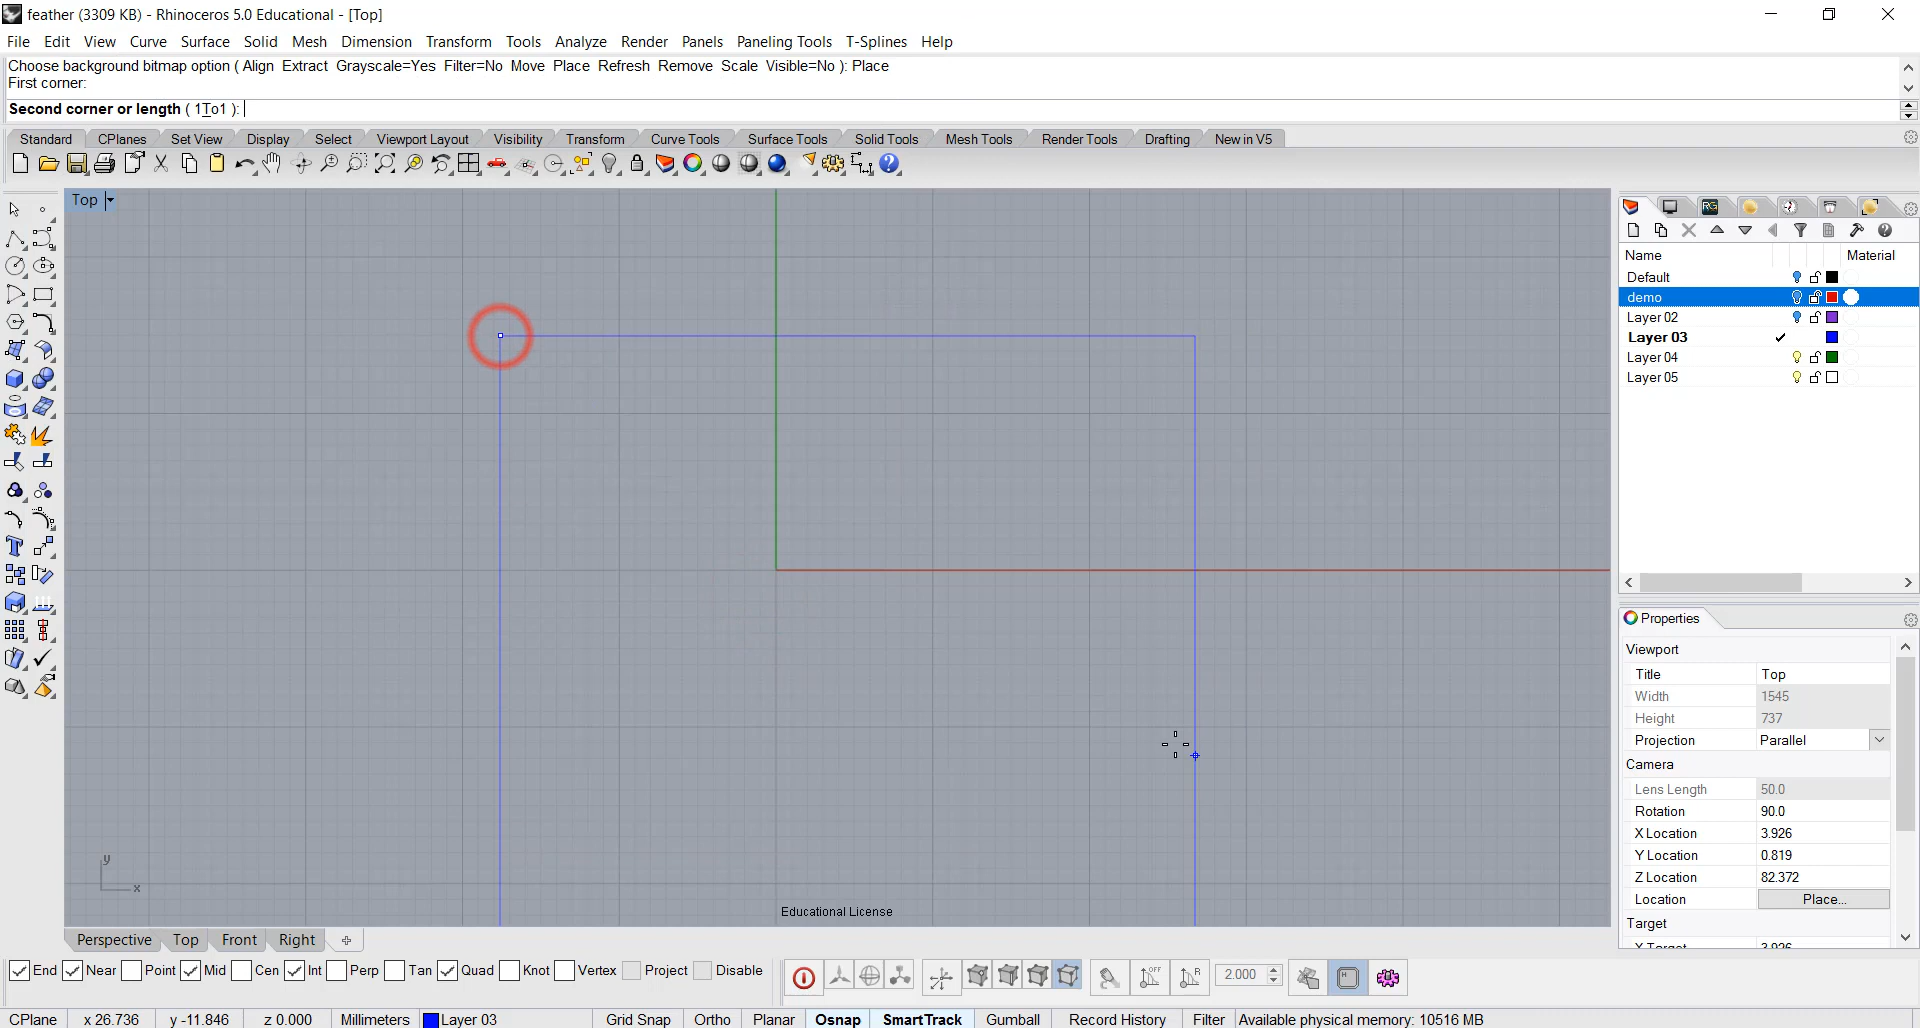 feather (3309 KB) - Rhinoceros 5.0 Educational - [Top]
File Edit View Curve Surface Solid Mesh Dimension Transform Tools Analyze Render Panels Paneling Tools T-Splines Help
Choose background bitmap option ( Align Extract Grayscale=Yes Filter=No Move Place Refresh Remove Scale Visible=No ): Place
First corner:
Second corner or length ( 1To1 ):
Standard CPlanes Set View Display Select Viewport Layout Visibility Transform Curve Tools Surface Tools Solid Tools Mesh Tools Render Tools Drafting New in V5
Top
Name Material
Default
demo
Layer 02
Layer 03
Layer 04
Layer 05
Properties
Viewport
Title Top
Width 1545
Height 737
Projection Parallel
Camera
Lens Length 50.0
Rotation 90.0
X Location 3.926
Y Location 0.819
Z Location 82.372
Location Place...
Target
X Target 3.926
y
x
Educational License
Perspective Top Front Right
End Near Point Mid Cen Int Perp Tan Quad Knot Vertex Project Disable
2.000
CPlane x 26.736 y -11.846 z 0.000 Millimeters Layer 03 Grid Snap Ortho Planar Osnap SmartTrack Gumball Record History Filter Available physical memory: 10516 MB